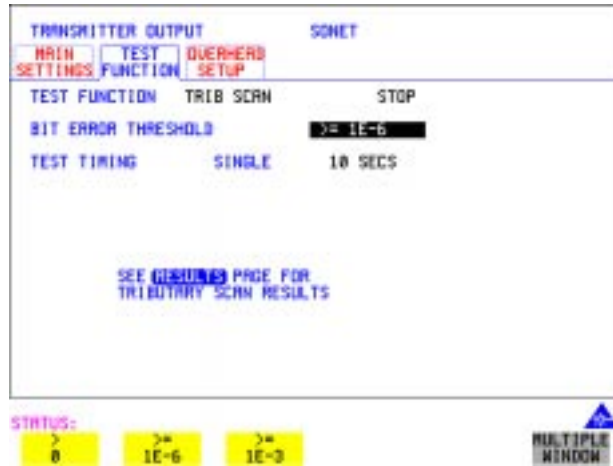 TRANSMITTER OUTPUT SONET
MAIN SETTINGS TEST FUNCTION OVERHEAD SETUP
TEST FUNCTION TRIB SCAN STOP
BIT ERROR THRESHOLD >= 1E-6
TEST TIMING SINGLE 10 SECS
SEE RESULTS PAGE FOR
TRIBUTARY SCAN RESULTS
STATUS:
> 0 >= 1E-6 >= 1E-3 MULTIPLE WINDOW